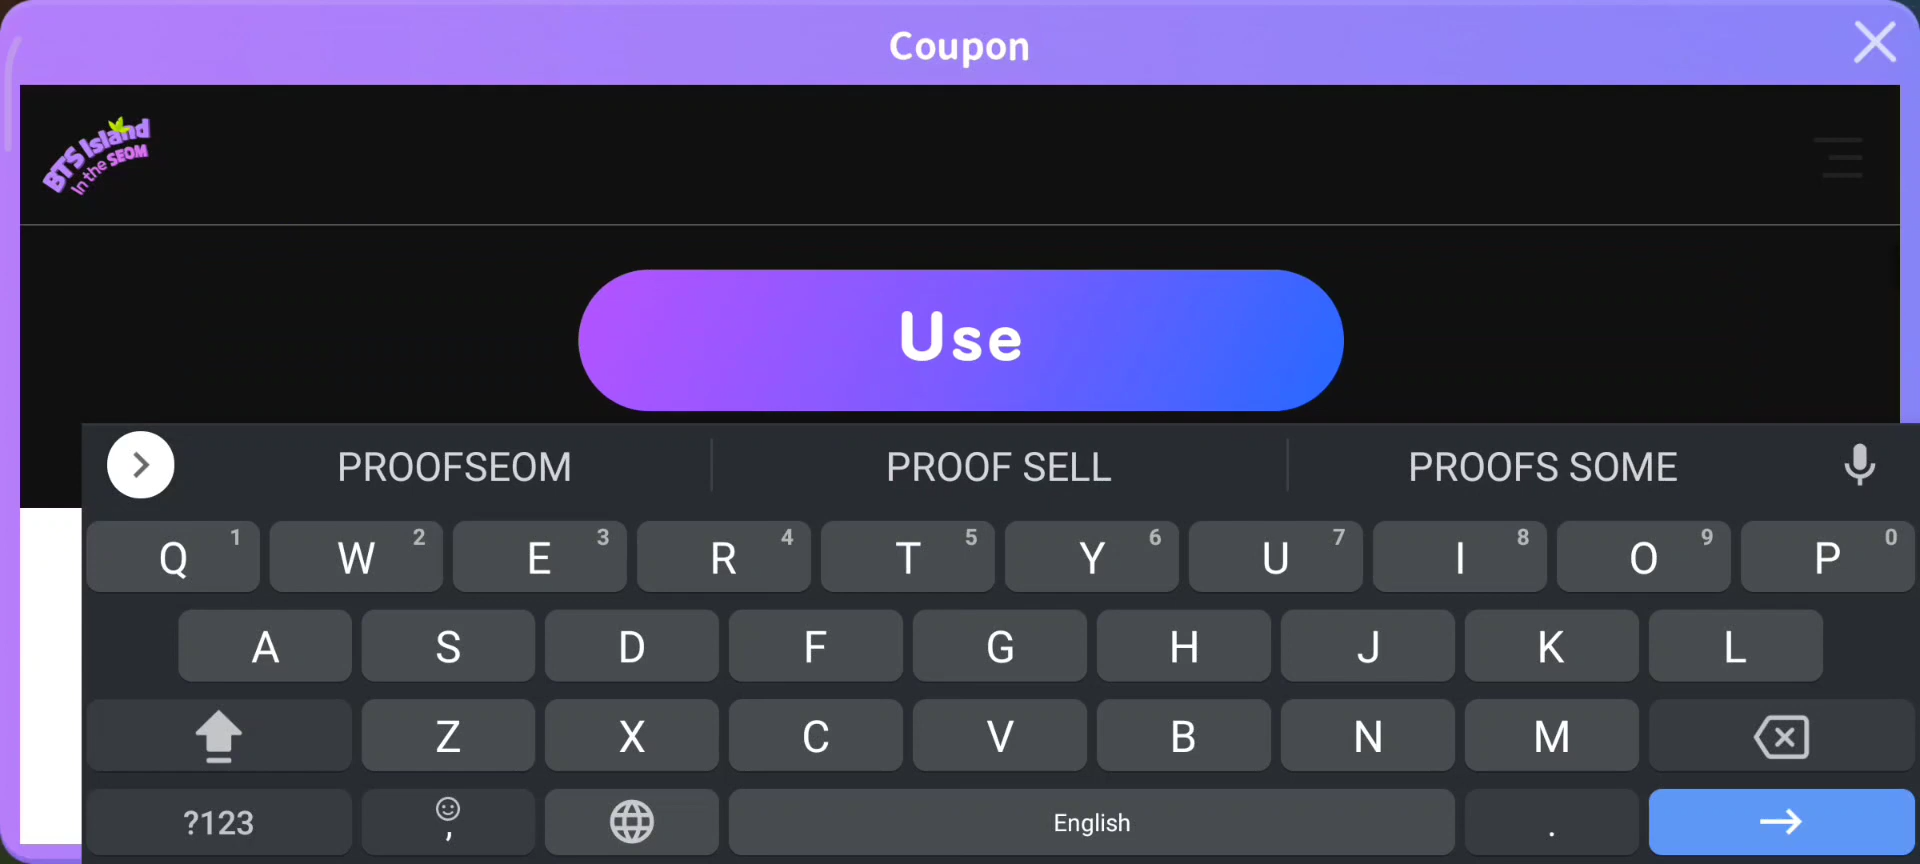 Coupon
BTS Island
In the SEOM
Use
PROOFSEOM PROOF SELL PROOFS SOME
Q 1 W 2 E 3 R 4 T 5 Y 6 U 7 I 8 O 9 P 0
A S D F G H J K L
Z X C V B N M
?123 , English .